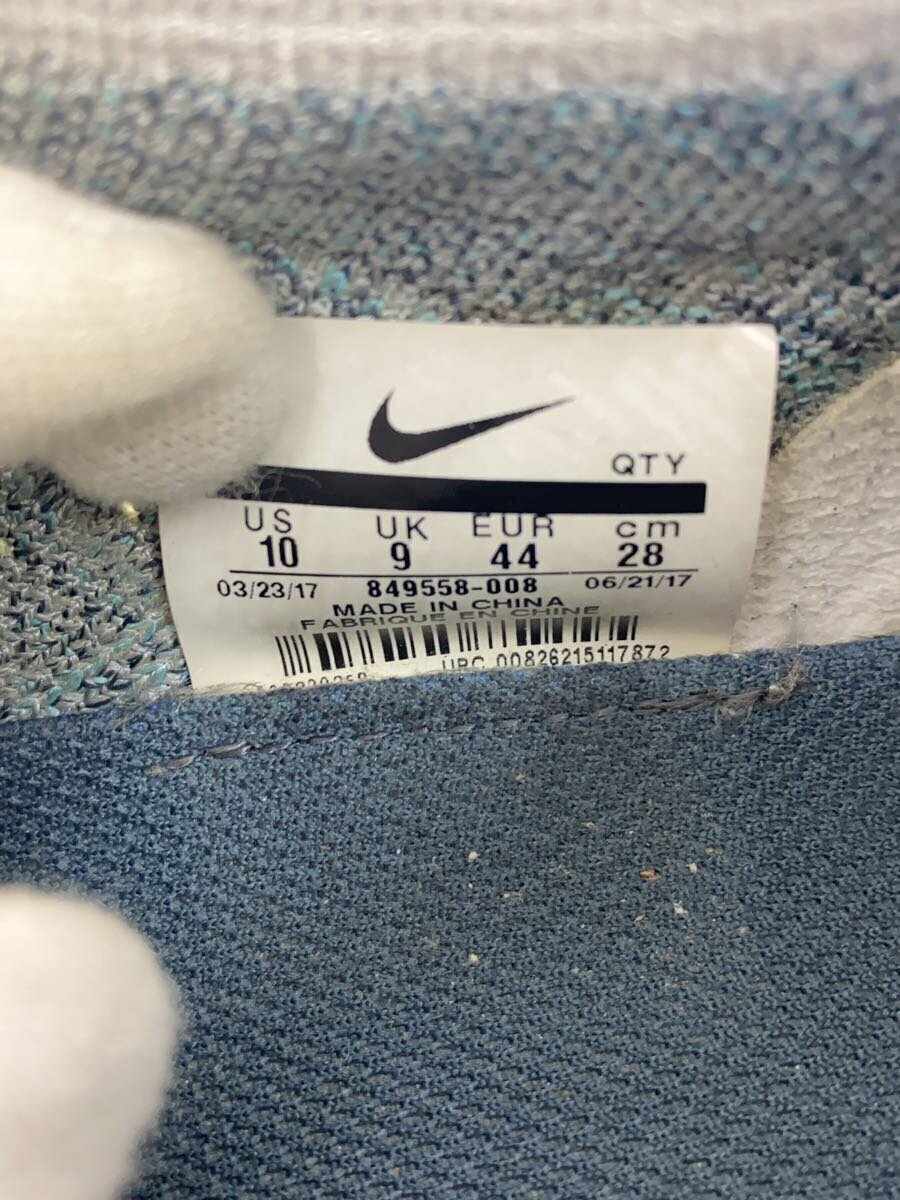 QTY
US UK EUR cm
10 9 44 28
03/23/17 849558-008 06/21/17
MADE IN CHINA
FABRIQUE EN CHINE
UPC 00826215117872